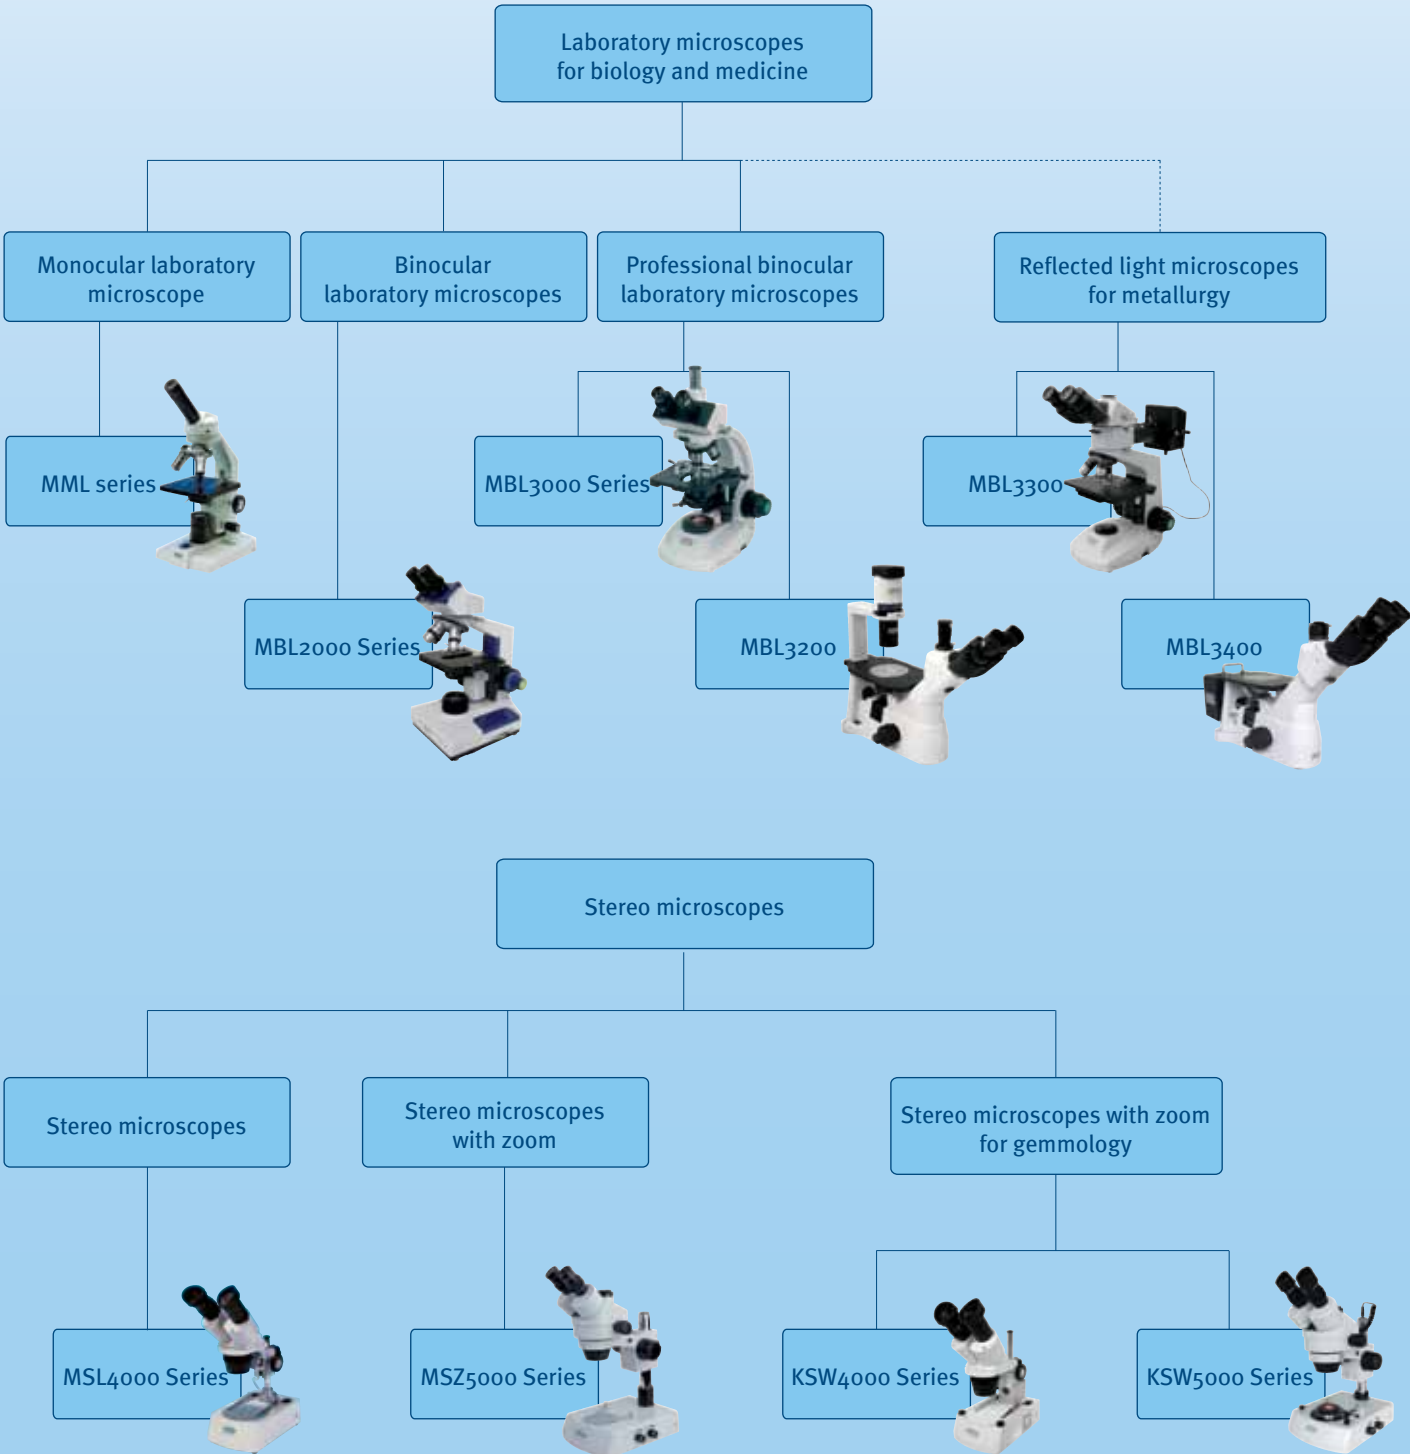 Laboratory microscopes
for biology and medicine
Monocular laboratory
microscope
Binocular
laboratory microscopes
Professional binocular
laboratory microscopes
Reflected light microscopes
for metallurgy
MML series
MBL3000 Series
MBL3300
MBL2000 Series
MBL3200
MBL3400
Stereo microscopes
Stereo microscopes
Stereo microscopes
with zoom
Stereo microscopes with zoom
for gemmology
MSL4000 Series
MSZ5000 Series
KSW4000 Series
KSW5000 Series